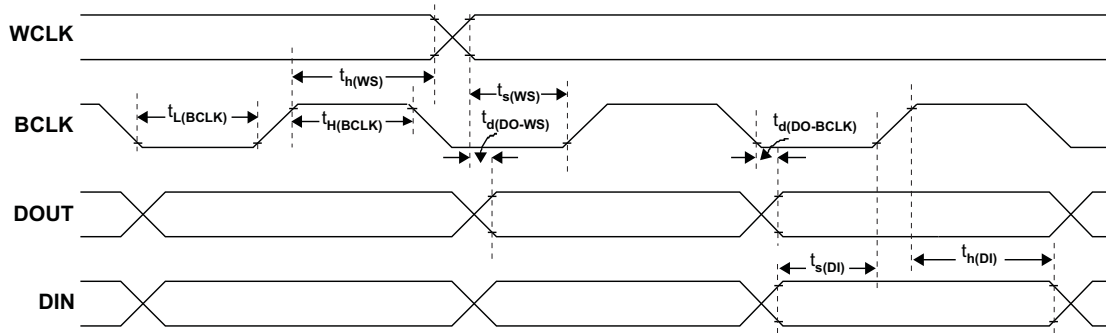 WCLK
t_h(WS)
t_s(WS)
BCLK
t_L(BCLK)
t_H(BCLK)
t_d(DO-WS)
t_d(DO-BCLK)
DOUT
t_s(DI)
t_h(DI)
DIN